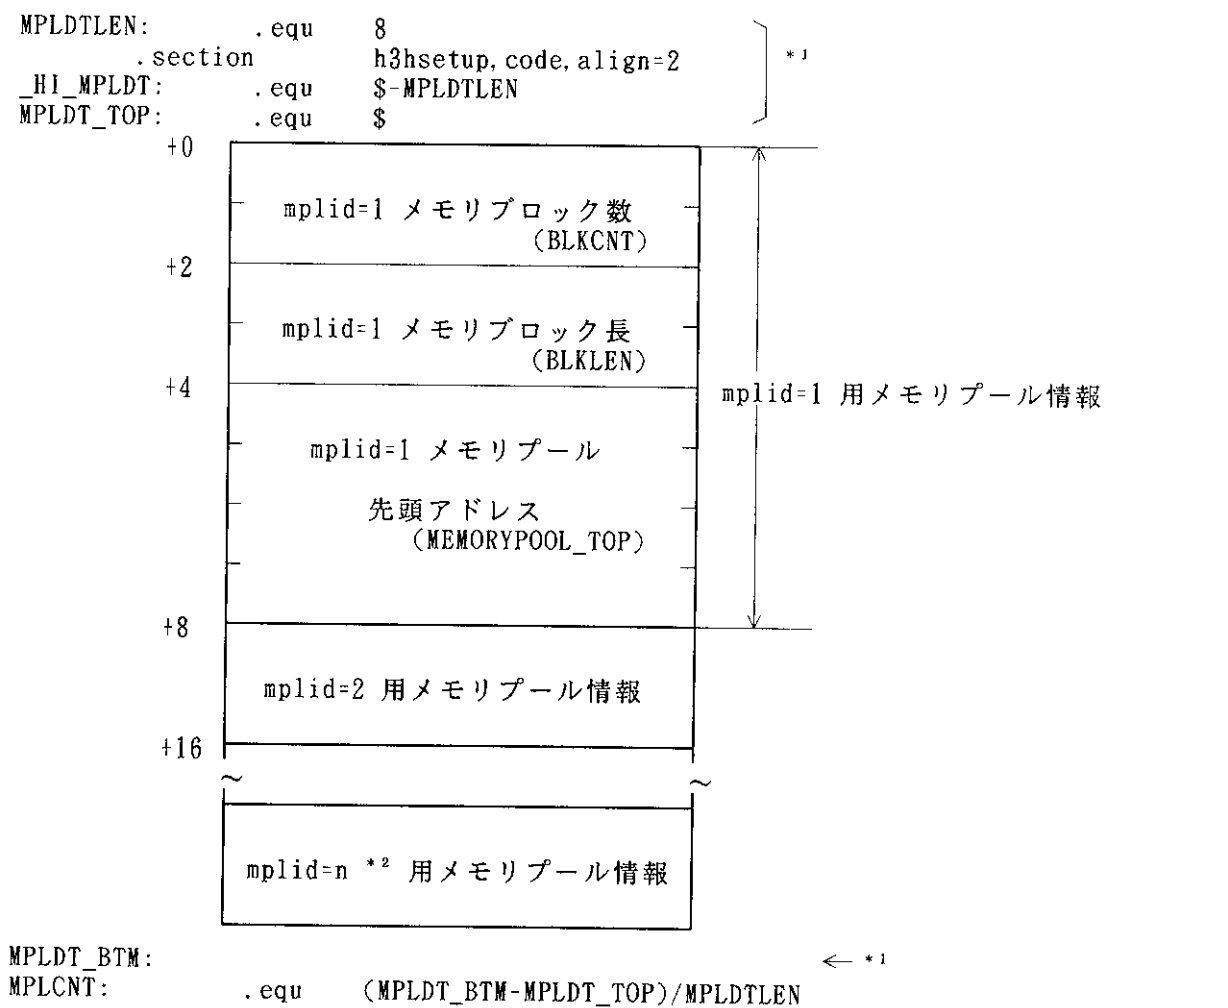 MPLDTLEN: .equ 8
.section h3hsetup,code,align=2 *1
_HI_MPLDT: .equ $-MPLDTLEN
MPLDT_TOP: .equ $
+0
mplid=1 メモリブロック数
(BLKCNT)
+2
mplid=1 メモリブロック長
(BLKLEN)
+4
mplid=1 用メモリプール情報
mplid=1 メモリプール
先頭アドレス
(MEMORYPOOL_TOP)
+8
mplid=2 用メモリプール情報
+16
~ ~
mplid=n *2 用メモリプール情報
MPLDT_BTM: ← *1
MPLCNT: .equ (MPLDT_BTM-MPLDT_TOP)/MPLDTLEN